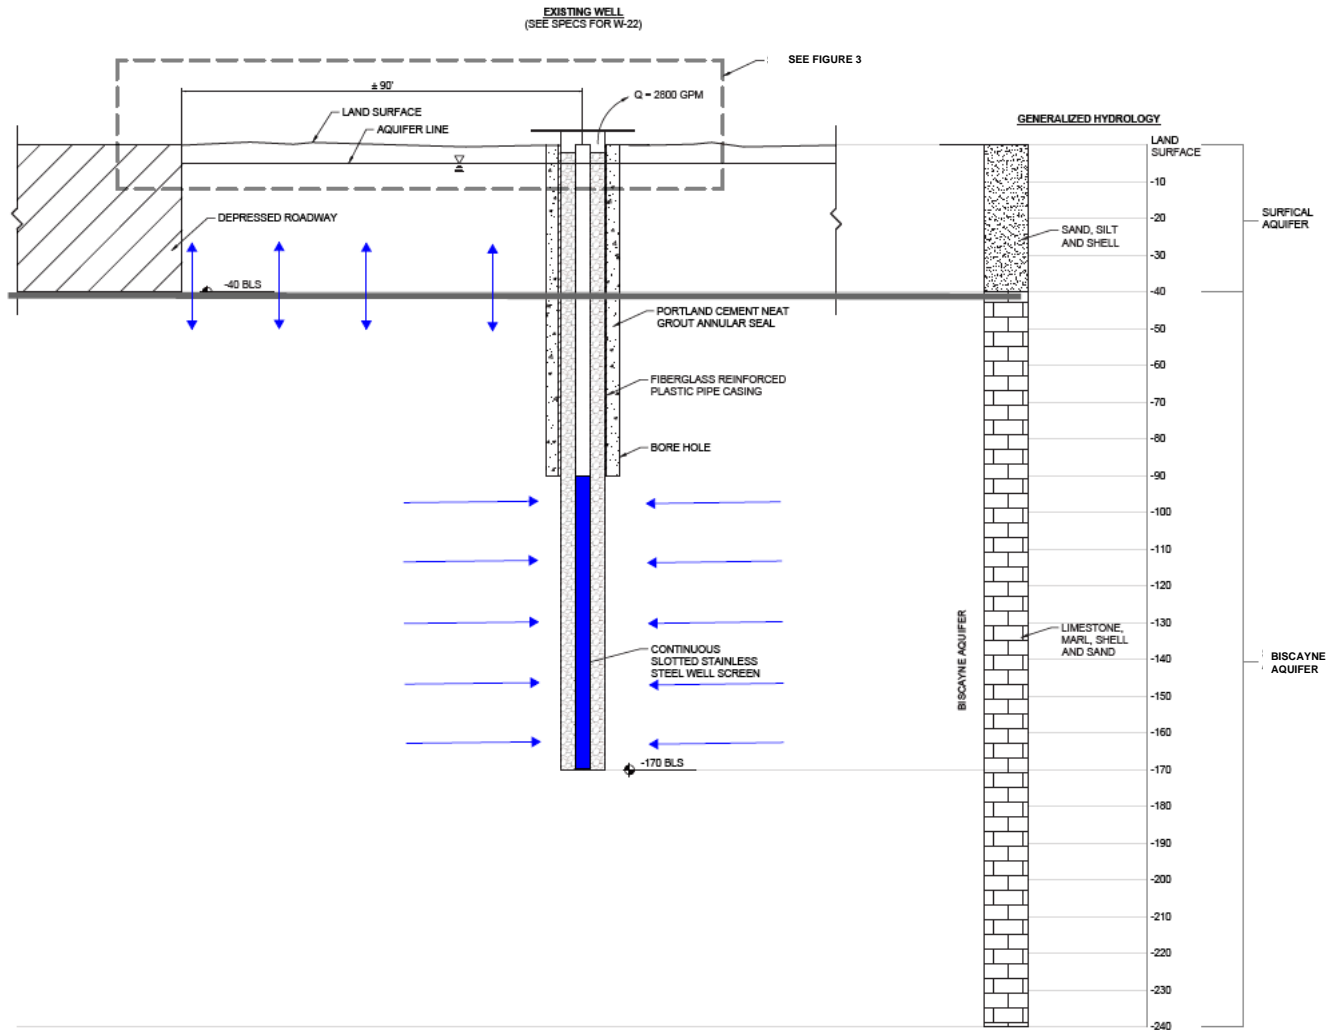 EXISTING WELL
(SEE SPECS FOR W-22)
SEE FIGURE 3
± 90'
Q = 2800 GPM
LAND SURFACE
AQUIFER LINE
GENERALIZED HYDROLOGY
LAND
SURFACE
-10
-20
-30
-40
-50
-60
-70
-80
-90
-100
-110
-120
-130
-140
-150
-160
-170
-180
-190
-200
-210
-220
-230
-240
SURFICAL
AQUIFER
SAND, SILT
AND SHELL
DEPRESSED ROADWAY
-40 BLS
PORTLAND CEMENT NEAT
GROUT ANNULAR SEAL
FIBERGLASS REINFORCED
PLASTIC PIPE CASING
BORE HOLE
BISCAYNE AQUIFER
LIMESTONE,
MARL, SHELL
AND SAND
CONTINUOUS
SLOTTED STAINLESS
STEEL WELL SCREEN
BISCAYNE
AQUIFER
-170 BLS